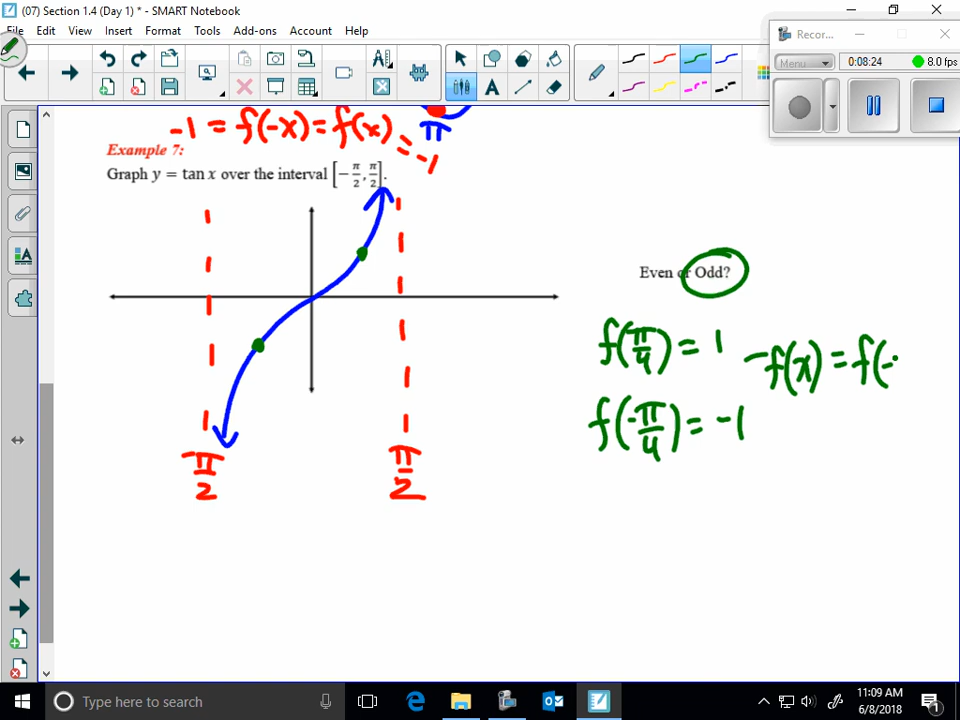 (07) Section 1.4 (Day 1) * - SMART Notebook
File Edit View Insert Format Tools Add-ons Account Help
Recor...
Menu
00:08:24
8.0 fps
-1 = f(-x) = f(x) = -1
π
Example 7:
Graph y = tan x over the interval [-π/2, π/2].
Even or Odd?
f(π/4) = 1
-f(x) = f(-
f(-π/4) = -1
-π/2
π/2
Type here to search
11:09 AM
6/8/2018
1